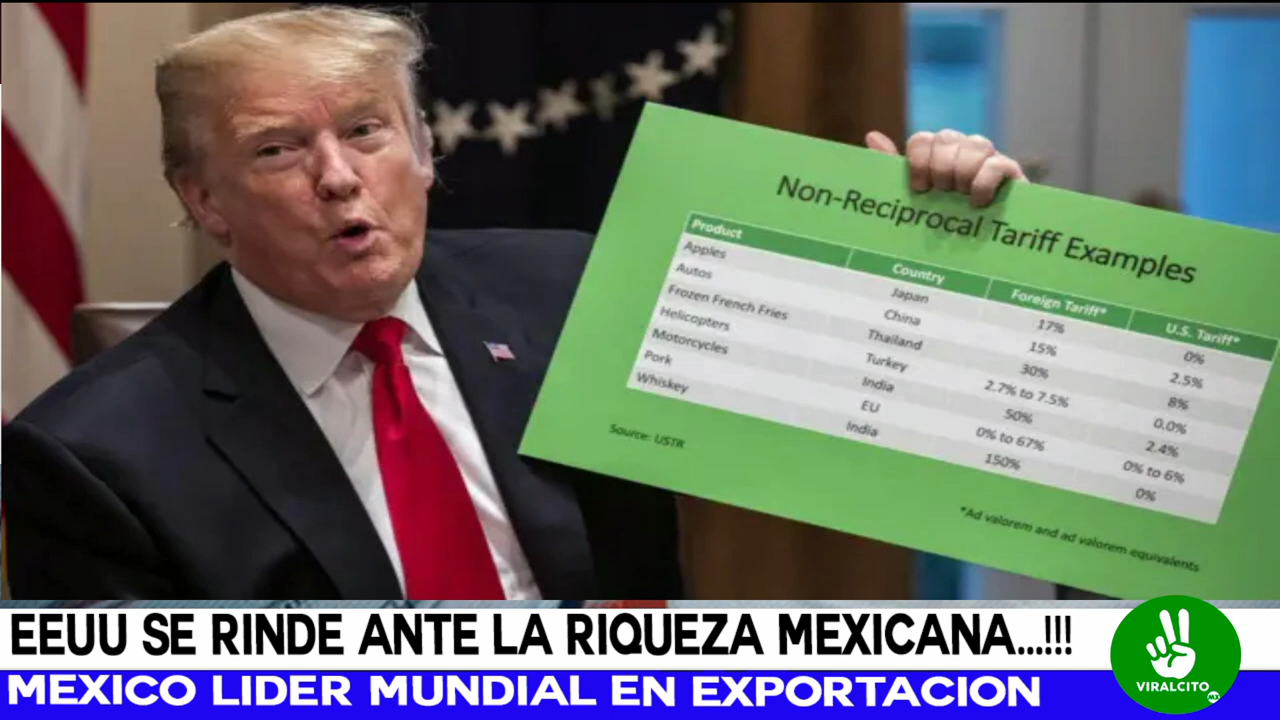 Non-Reciprocal Tariff Examples
Product Country Foreign Tariff* U.S. Tariff*
Apples Japan 17% 0%
Autos China 15% 2.5%
Frozen French Fries Thailand 30% 8%
Helicopters Turkey 2.7% to 7.5% 0.0%
Motorcycles India 50% 2.4%
Pork EU 0% to 67% 0% to 6%
Whiskey India 150% 0%
Source: USTR
*Ad valorem and ad valorem equivalents
EEUU SE RINDE ANTE LA RIQUEZA MEXICANA...!!!
MEXICO LIDER MUNDIAL EN EXPORTACION
VIRALCITO
MX